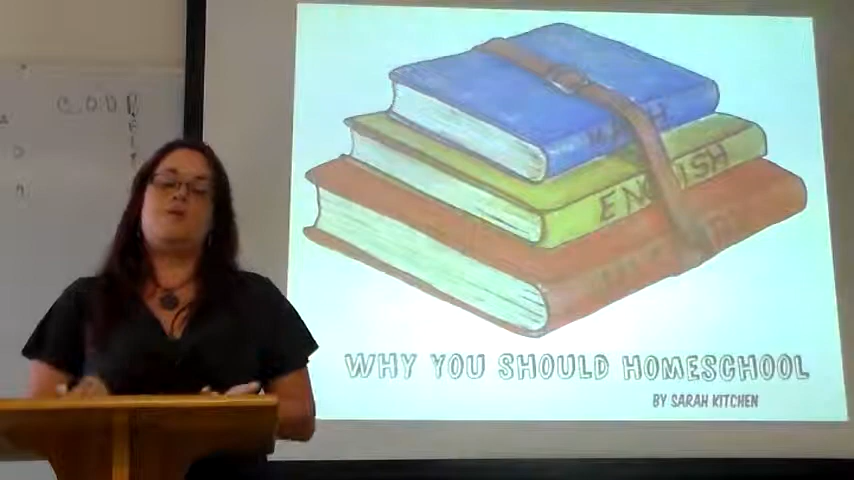 C.O.D
MATH
ENGLISH
WHY YOU SHOULD HOMESCHOOL
BY SARAH KITCHEN